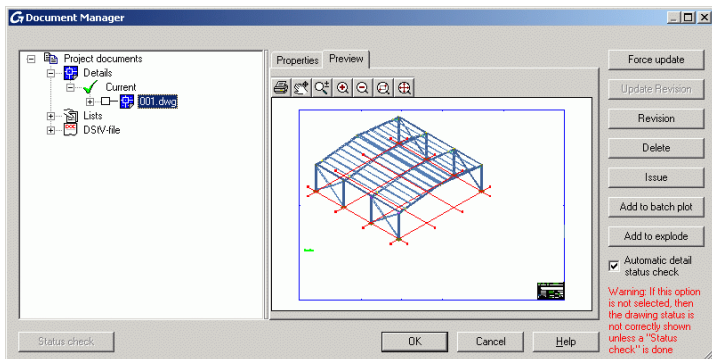 Document Manager
Project documents
Details
Current
001.dwg
Lists
DStV-file
Properties
Preview
Force update
Update Revision
Revision
Delete
Issue
Add to batch plot
Add to explode
Automatic detail
status check
Warning: If this option
is not selected, then
the drawing status is
not correctly shown
unless a "Status
check" is done
Status check
OK
Cancel
Help